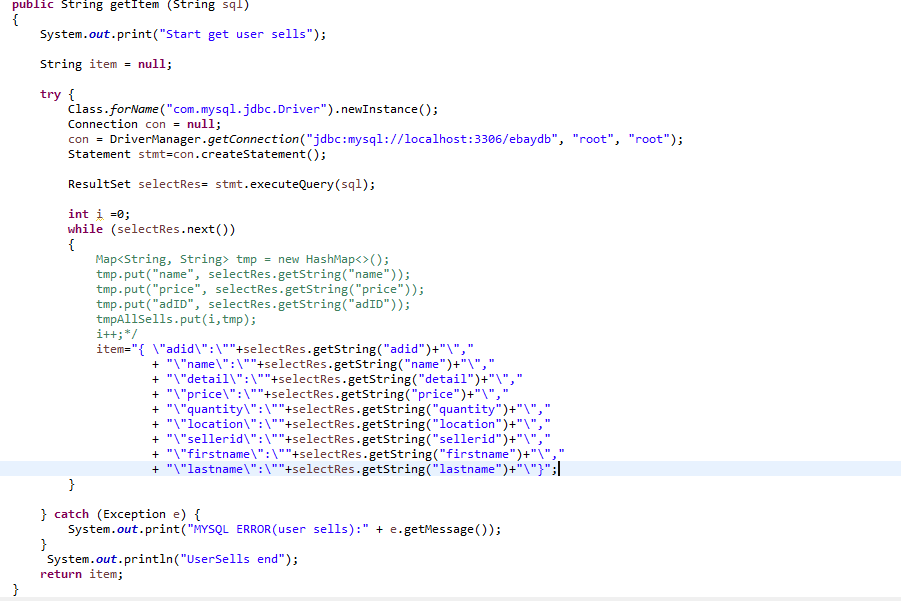 public String getItem (String sql)
{
System.out.print("Start get user sells");
String item = null;
try {
Class.forName("com.mysql.jdbc.Driver").newInstance();
Connection con = null;
con = DriverManager.getConnection("jdbc:mysql://localhost:3306/ebaydb", "root", "root");
Statement stmt=con.createStatement();
ResultSet selectRes= stmt.executeQuery(sql);
int i =0;
while (selectRes.next())
{
Map<String, String> tmp = new HashMap<>();
tmp.put("name", selectRes.getString("name"));
tmp.put("price", selectRes.getString("price"));
tmp.put("adID", selectRes.getString("adID"));
tmpAllSells.put(i,tmp);
i++;*/
item="{ \"adid\":\""+selectRes.getString("adid")+"\","
+ "\"name\":\""+selectRes.getString("name")+"\","
+ "\"detail\":\""+selectRes.getString("detail")+"\","
+ "\"price\":\""+selectRes.getString("price")+"\","
+ "\"quantity\":\""+selectRes.getString("quantity")+"\","
+ "\"location\":\""+selectRes.getString("location")+"\","
+ "\"sellerid\":\""+selectRes.getString("sellerid")+"\","
+ "\"firstname\":\""+selectRes.getString("firstname")+"\","
+ "\"lastname\":\""+selectRes.getString("lastname")+"\"}";
}
} catch (Exception e) {
System.out.print("MYSQL ERROR(user sells):" + e.getMessage());
}
System.out.println("UserSells end");
return item;
}